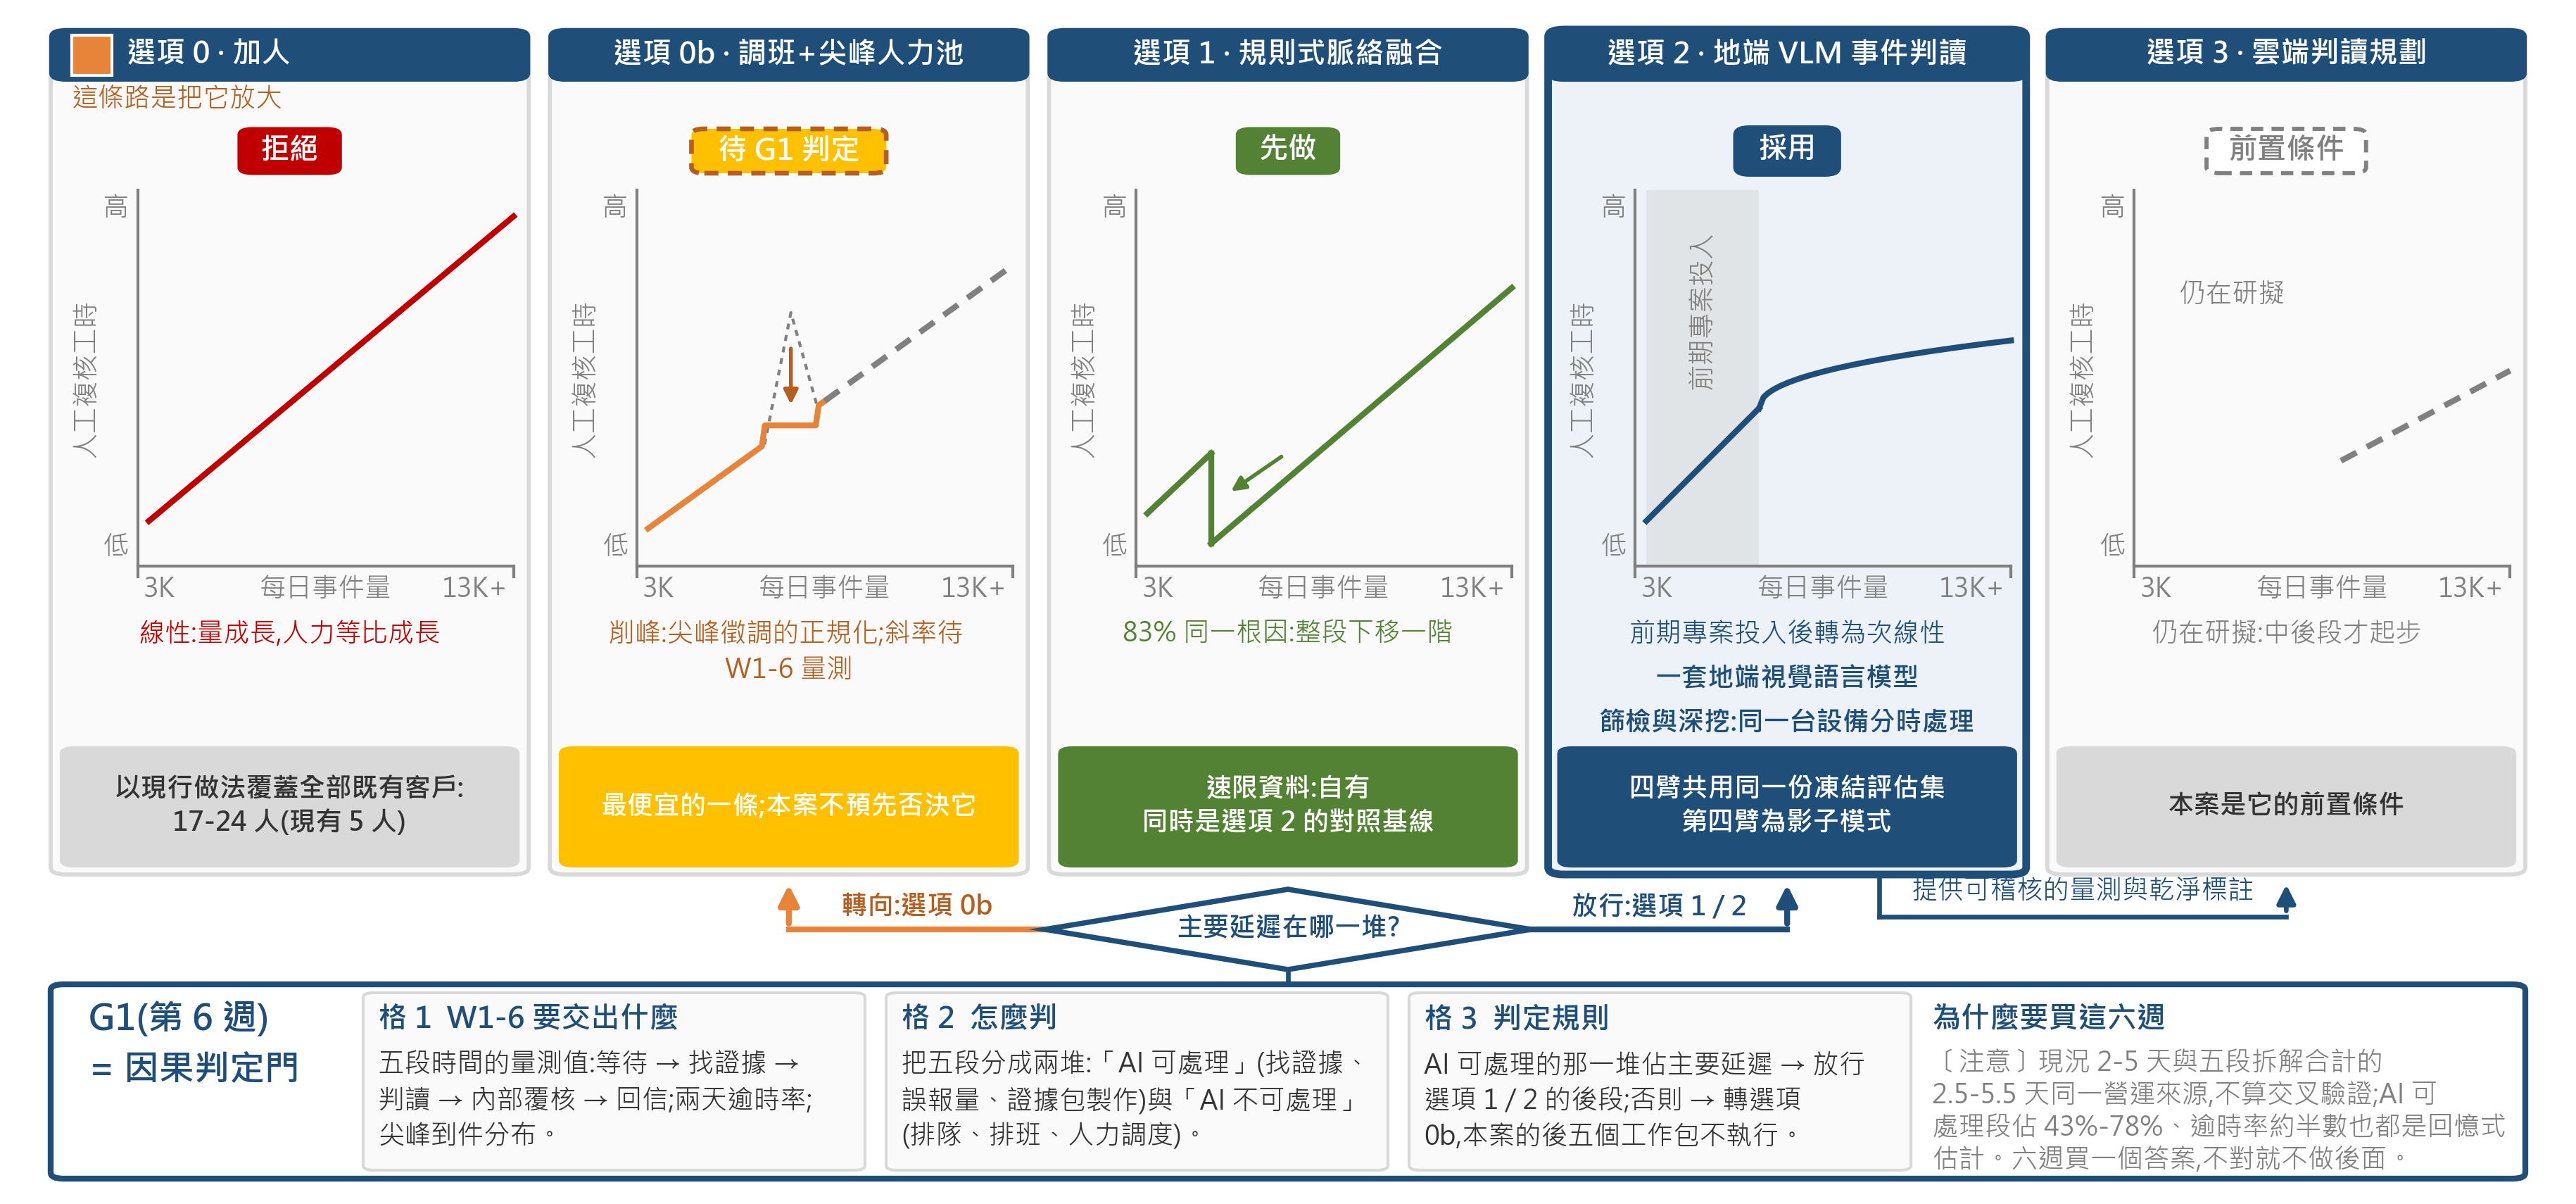 選項 0 · 加人
這條路是把它放大
拒絕
高
人工複核工時
低
3K
每日事件量
13K+
線性:量成長,人力等比成長
以現行做法覆蓋全部既有客戶:
17-24 人(現有 5 人)
選項 0b · 調班+尖峰人力池
待 G1 判定
高
人工複核工時
低
3K
每日事件量
13K+
削峰:尖峰徵調的正規化;斜率待
W1-6 量測
最便宜的一條;本案不預先否決它
選項 1 · 規則式脈絡融合
先做
高
人工複核工時
低
3K
每日事件量
13K+
83% 同一根因:整段下移一階
速限資料:自有
同時是選項 2 的對照基線
選項 2 · 地端 VLM 事件判讀
採用
高
人工複核工時
前期專案投入
低
3K
每日事件量
13K+
前期專案投入後轉為次線性
一套地端視覺語言模型
篩檢與深挖:同一台設備分時處理
四臂共用同一份凍結評估集
第四臂為影子模式
選項 3 · 雲端判讀規劃
前置條件
高
仍在研擬
人工複核工時
低
3K
每日事件量
13K+
仍在研擬:中後段才起步
本案是它的前置條件
轉向:選項 0b
主要延遲在哪一堆?
放行:選項 1 / 2
提供可稽核的量測與乾淨標註
G1(第 6 週)
= 因果判定門
格 1 W1-6 要交出什麼
五段時間的量測值:等待 → 找證據 →
判讀 → 內部覆核 → 回信;兩天逾時率;
尖峰到件分布。
格 2 怎麼判
把五段分成兩堆:「AI 可處理」(找證據、
誤報量、證據包製作)與「AI 不可處理」
(排隊、排班、人力調度)。
格 3 判定規則
AI 可處理的那一堆佔主要延遲 → 放行
選項 1 / 2 的後段;否則 → 轉選項
0b,本案的後五個工作包不執行。
為什麼要買這六週
〔注意〕現況 2-5 天與五段拆解合計的
2.5-5.5 天同一營運來源,不算交叉驗證;AI 可
處理段佔 43%-78%、逾時率約半數也都是回憶式
估計。六週買一個答案,不對就不做後面。